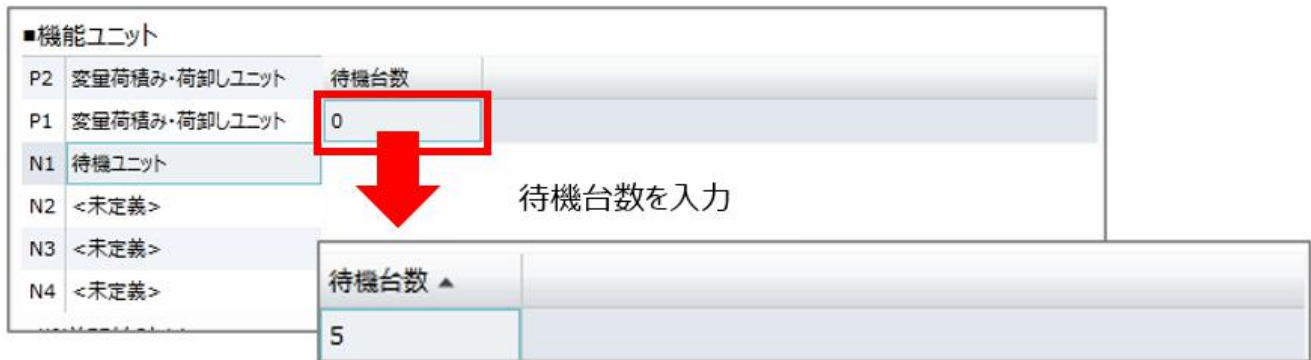 ■機能ユニット
P2 変量荷積み・荷卸しユニット 待機台数
P1 変量荷積み・荷卸しユニット 0
N1 待機ユニット
待機台数を入力
N2 <未定義>
N3 <未定義>
N4 <未定義>
待機台数 ▲
5